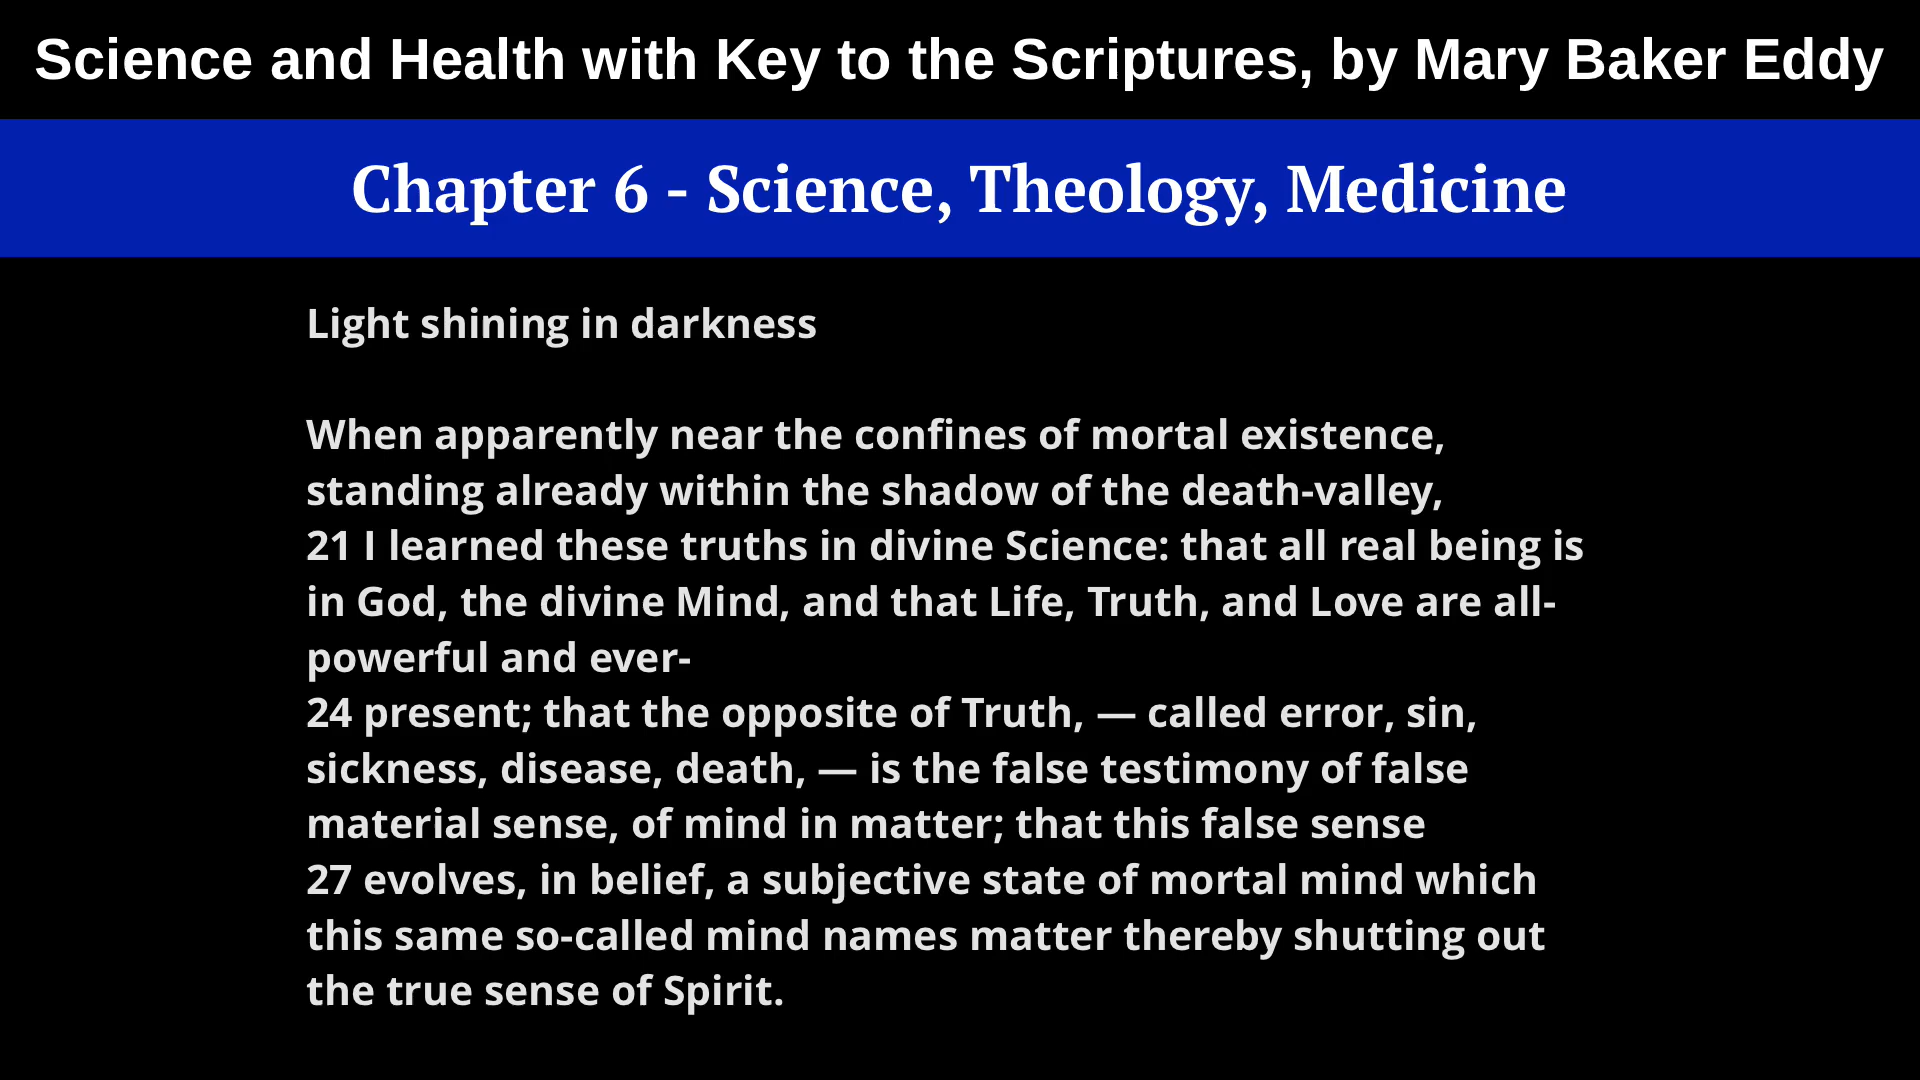 Science and Health with Key to the Scriptures, by Mary Baker Eddy
Chapter 6 - Science, Theology, Medicine
Light shining in darkness
When apparently near the confines of mortal existence,
standing already within the shadow of the death-valley,
21 I learned these truths in divine Science: that all real being is
in God, the divine Mind, and that Life, Truth, and Love are all-
powerful and ever-
24 present; that the opposite of Truth, — called error, sin,
sickness, disease, death, — is the false testimony of false
material sense, of mind in matter; that this false sense
27 evolves, in belief, a subjective state of mortal mind which
this same so-called mind names matter thereby shutting out
the true sense of Spirit.